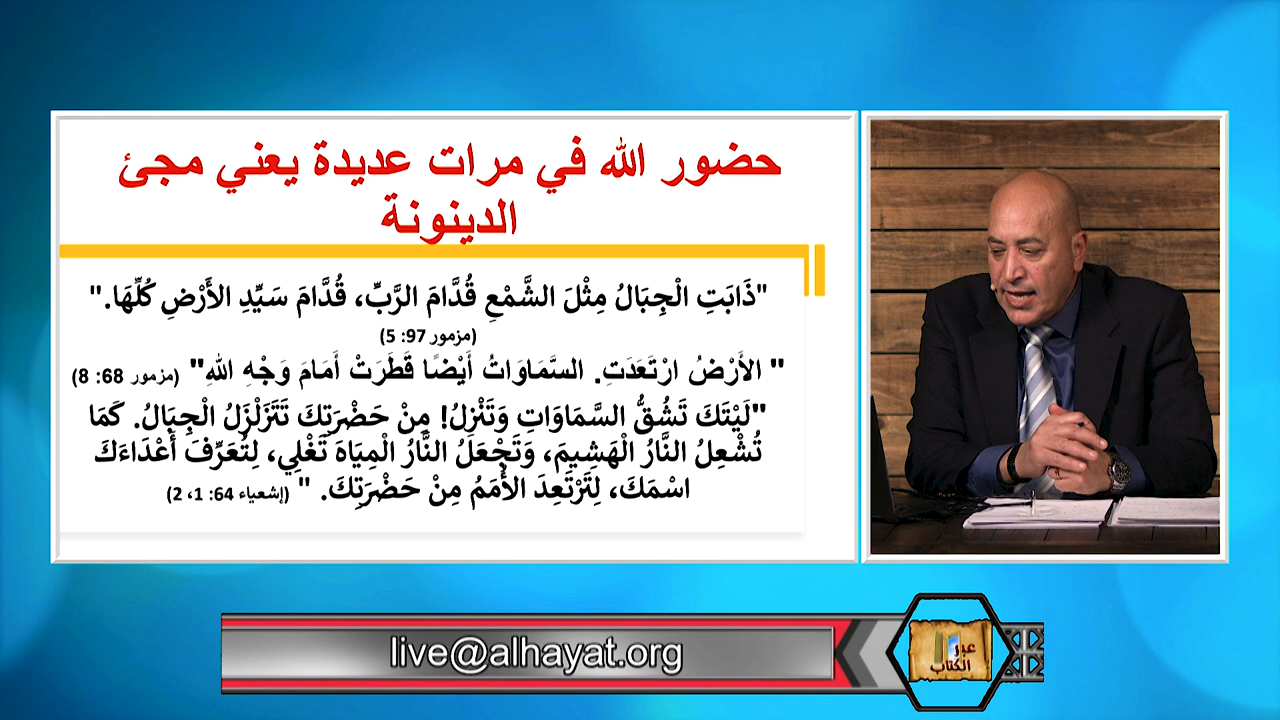 حضور الله في مرات عديدة يعني مجئ
الدينونة
"ذَابَتِ الْجِبَالُ مِثْلَ الشَّمْعِ قُدَّامَ الرَّبِّ، قُدَّامَ سَيِّدِ الأَرْضِ كُلِّهَا."
(مزمور 97: 5)
" الأَرْضُ ارْتَعَدَتِ. السَّمَاوَاتُ أَيْضًا قَطَرَتْ أَمَامَ وَجْهِ اللهِ" (مزمور 68: 8)
"لَيْتَكَ تَشُقُّ السَّمَاوَاتِ وَتَنْزِلُ! مِنْ حَضْرَتِكَ تَتَزَلْزَلُ الْجِبَالُ. كَمَا
تُشْعِلُ النَّارُ الْهَشِيمَ، وَتَجْعَلُ النَّارُ الْمِيَاهَ تَغْلِي، لِتُعَرِّفَ أَعْدَاءَكَ
اسْمَكَ، لِتَرْتَعِدَ الأُمَمُ مِنْ حَضْرَتِكَ. " (إشعياء 64: 1، 2)
live@alhayat.org
عبر
الكتاب